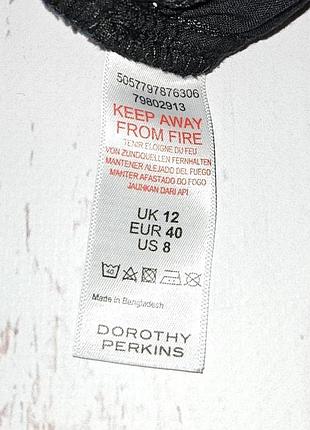 5057797876306
79802913
KEEP AWAY
FROM FIRE
TENIR ELOIGNE DU FEU
VON ZUNDQUELLEN FERNHALTEN
MANTENER ALEJADO DEL FUEGO
MANTER AFASTADO DO FOGO
JAUHKAN DARI API
UK 12
EUR 40
US 8
40
Made in Bangladesh
DOROTHY
PERKINS